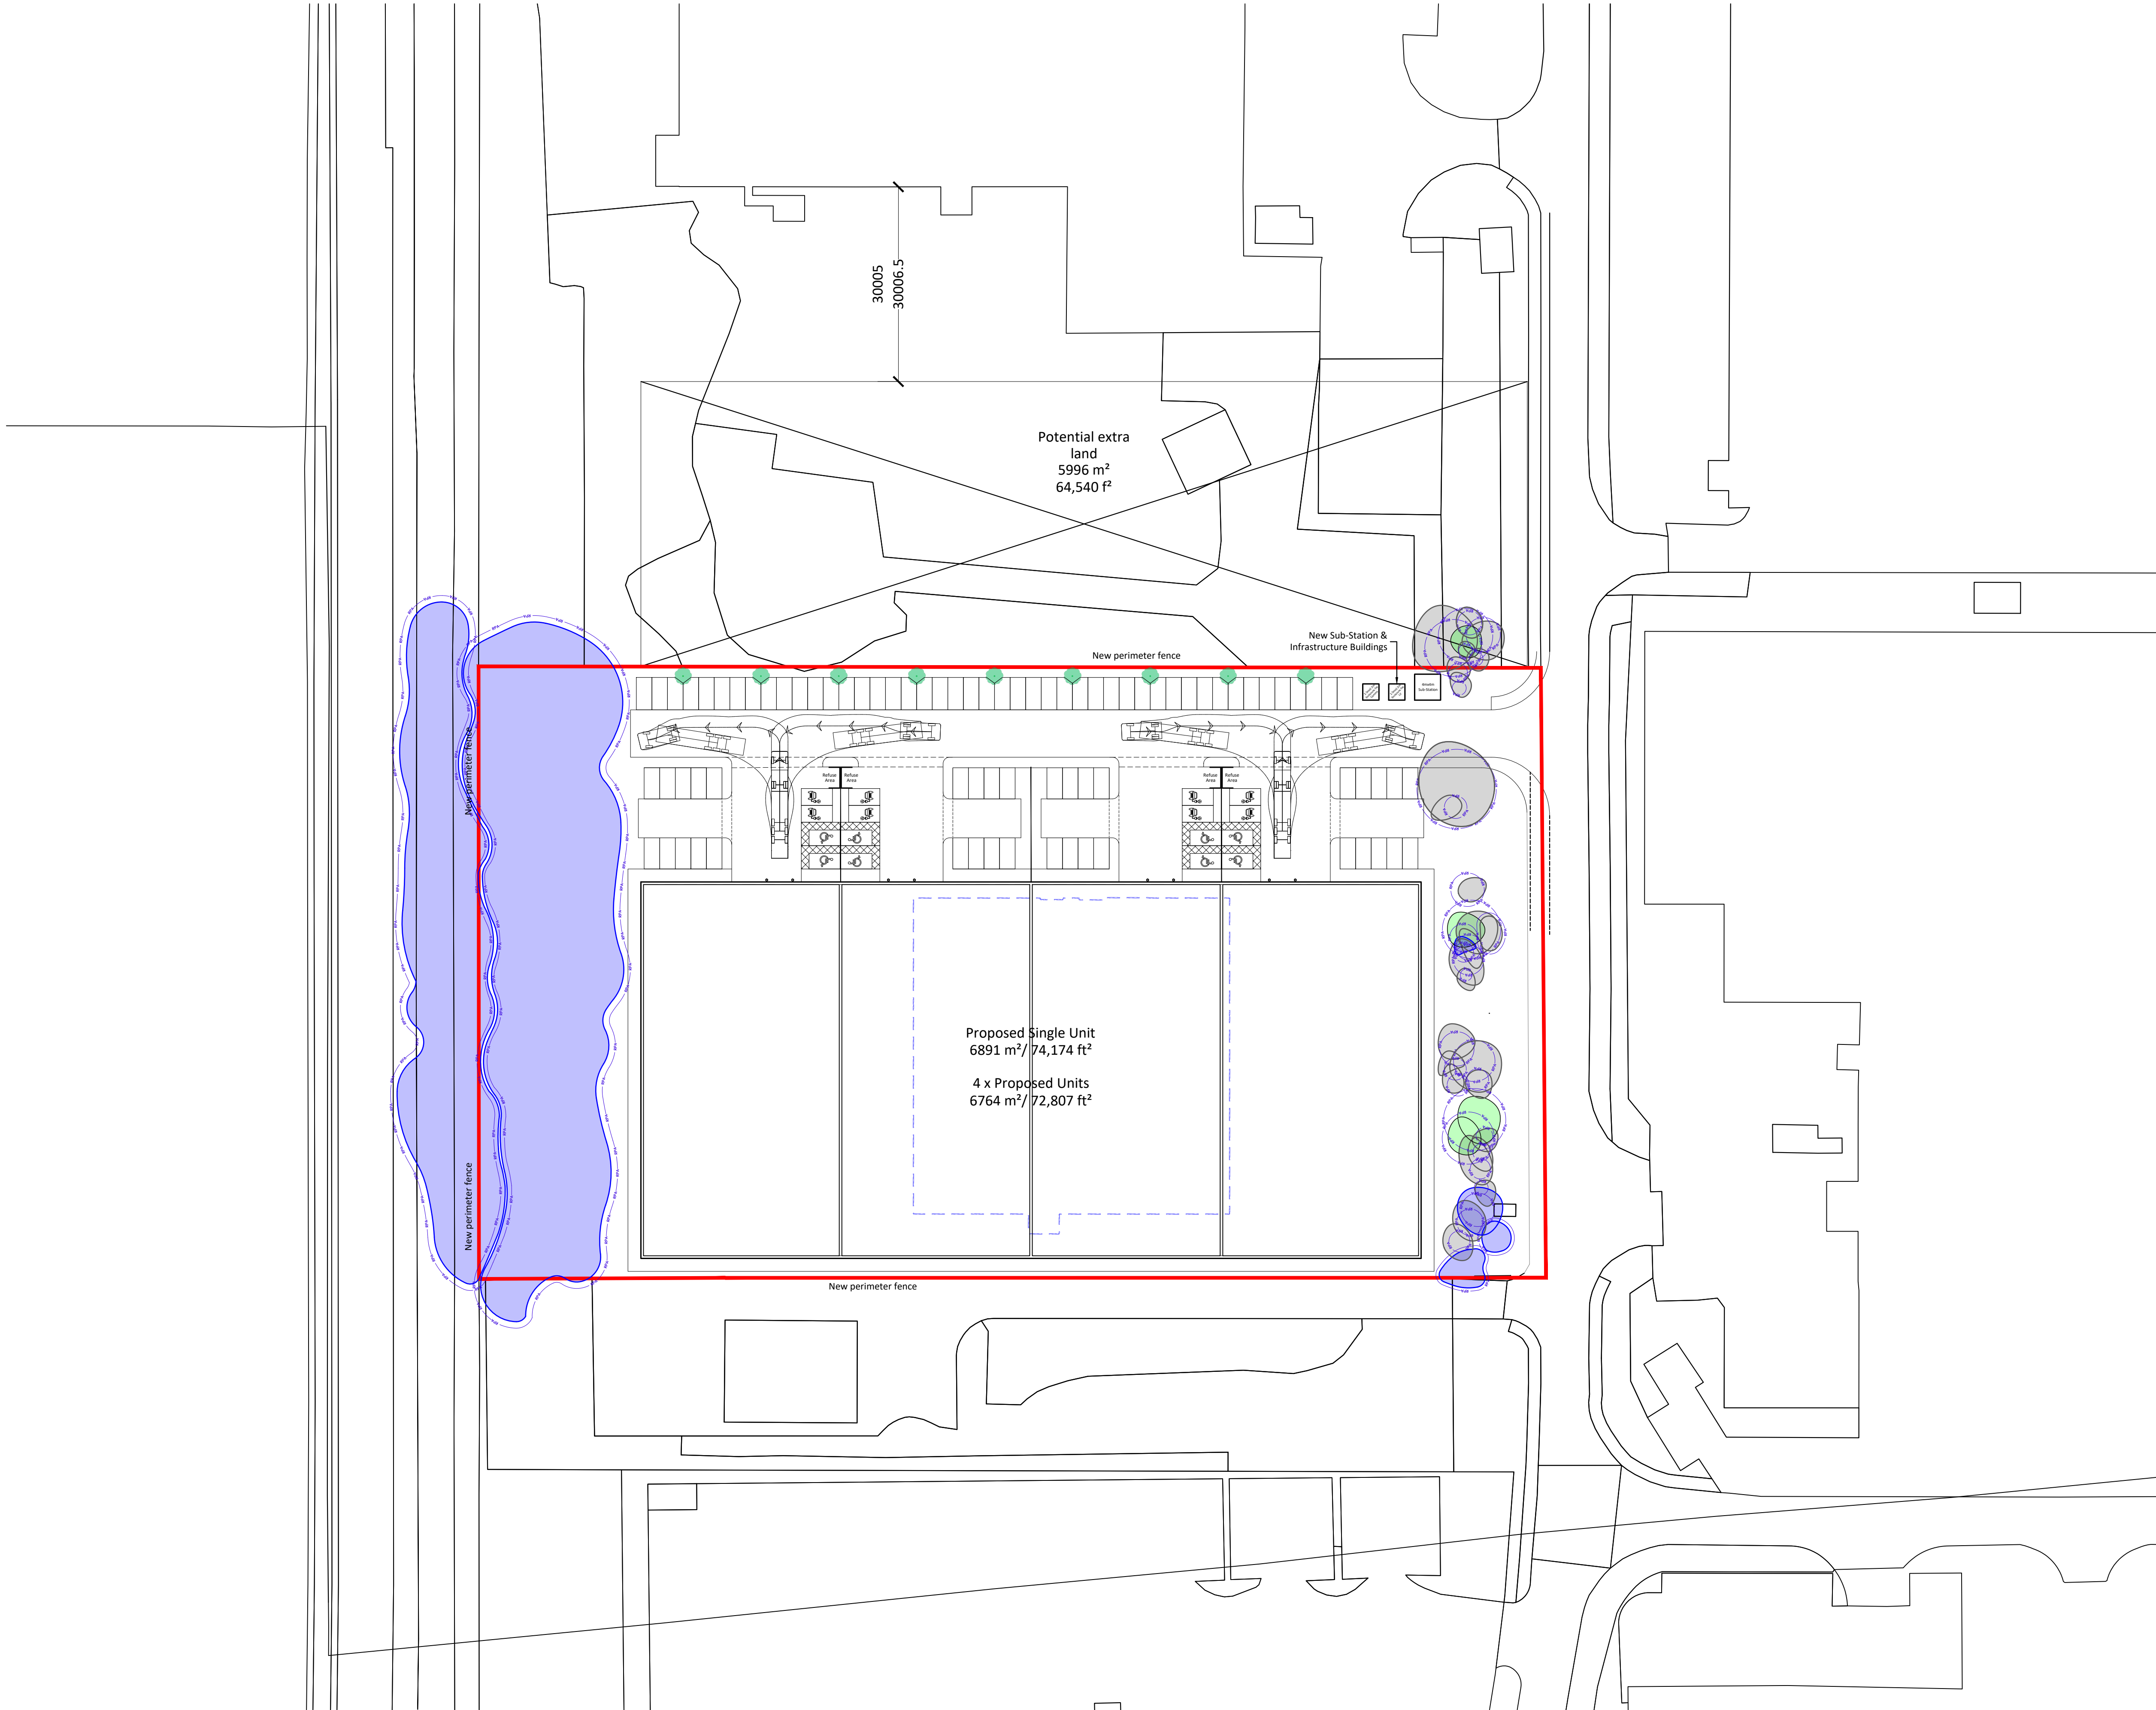 30005
30006.5
Potential extra
land
5996 m²
64,540 f²
New Sub-Station &
Infrastructure Buildings
New perimeter fence
Sub-Station
New perimeter fence
Refuse
Area
Refuse
Area
Refuse
Area
Refuse
Area
Proposed Single Unit
6891 m²/ 74,174 ft²
4 x Proposed Units
6764 m²/ 72,807 ft²
New perimeter fence
New perimeter fence